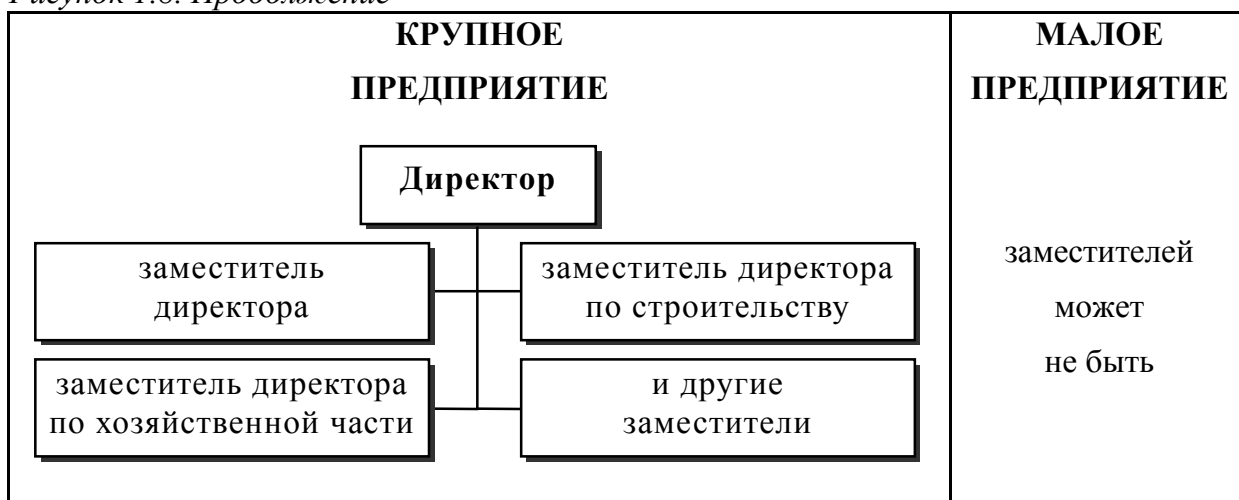 Рисунок 1.8. Продолжение
КРУПНОЕ
ПРЕДПРИЯТИЕ
Директор
заместитель
директора
заместитель директора
по строительству
заместитель директора
по хозяйственной части
и другие
заместители
МАЛОЕ
ПРЕДПРИЯТИЕ
заместителей
может
не быть